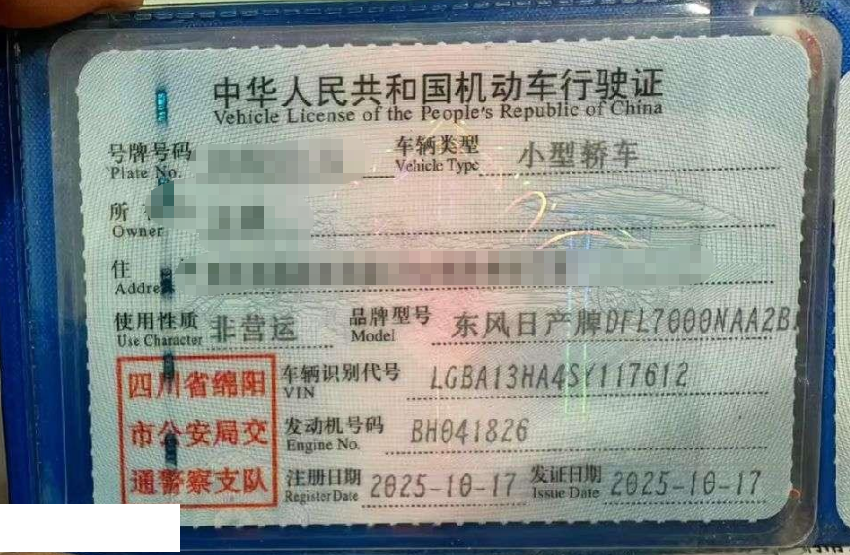 中华人民共和国机动车行驶证
Vehicle License of the People's Republic of China
号牌号码
Plate No.
车辆类型 小型轿车
Vehicle Type
所
Owner
住
Addre
使用性质 非营运
Use Character
品牌型号 东风日产牌DFL7000NAA2B
Model
四川省绵阳
市公安局交
通警察支队
车辆识别代号 LGBA13HA4SY117612
VIN
发动机号码 BH041826
Engine No.
注册日期 2025-10-17
Register Date
发证日期 2025-10-17
Issue Date